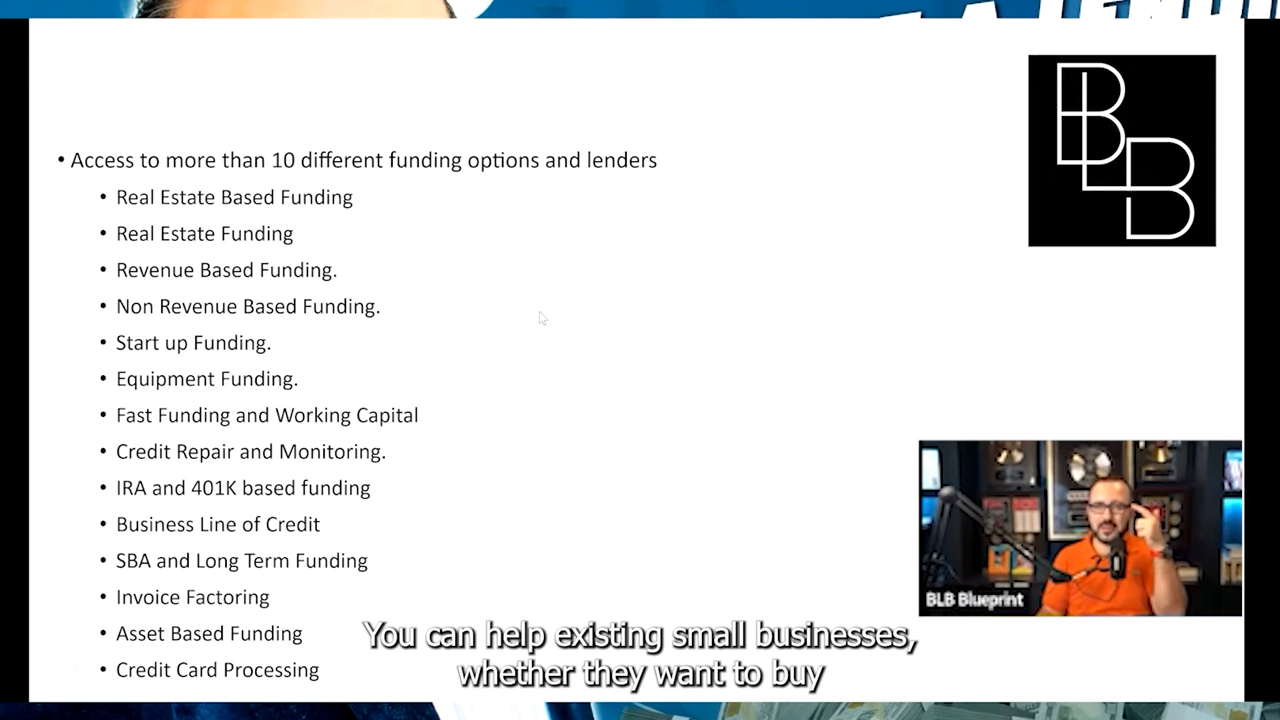 • Access to more than 10 different funding options and lenders
• Real Estate Based Funding
• Real Estate Funding
• Revenue Based Funding.
• Non Revenue Based Funding.
• Start up Funding.
• Equipment Funding.
• Fast Funding and Working Capital
• Credit Repair and Monitoring.
• IRA and 401K based funding
• Business Line of Credit
• SBA and Long Term Funding
• Invoice Factoring
• Asset Based Funding
• Credit Card Processing
BLB
BLB Blueprint
You can help existing small businesses,
whether they want to buy